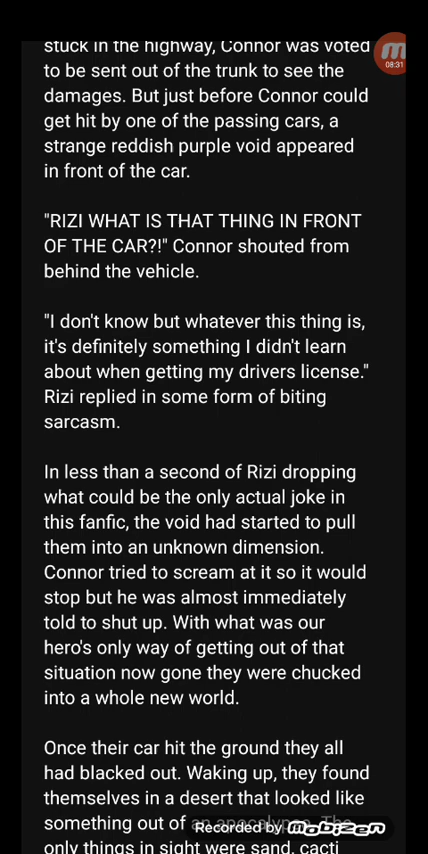 stuck in the highway, Connor was voted
to be sent out of the trunk to see the
damages. But just before Connor could
get hit by one of the passing cars, a
strange reddish purple void appeared
in front of the car.
"RIZI WHAT IS THAT THING IN FRONT
OF THE CAR?!" Connor shouted from
behind the vehicle.
"I don't know but whatever this thing is,
it's definitely something I didn't learn
about when getting my drivers license."
Rizi replied in some form of biting
sarcasm.
In less than a second of Rizi dropping
what could be the only actual joke in
this fanfic, the void had started to pull
them into an unknown dimension.
Connor tried to scream at it so it would
stop but he was almost immediately
told to shut up. With what was our
hero's only way of getting out of that
situation now gone they were chucked
into a whole new world.
Once their car hit the ground they all
had blacked out. Waking up, they found
themselves in a desert that looked like
something out of an apocalypse. The
only things in sight were sand, cacti
m
08:31
Recorded by mobizen